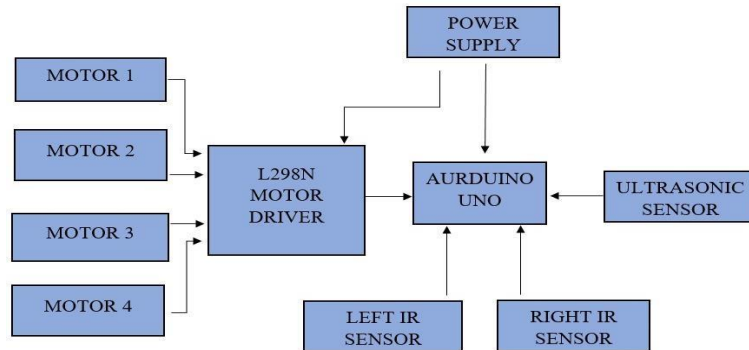 POWER
SUPPLY
MOTOR 1
MOTOR 2
MOTOR 3
MOTOR 4
L298N
MOTOR
DRIVER
AURDUINO
UNO
ULTRASONIC
SENSOR
LEFT IR
SENSOR
RIGHT IR
SENSOR